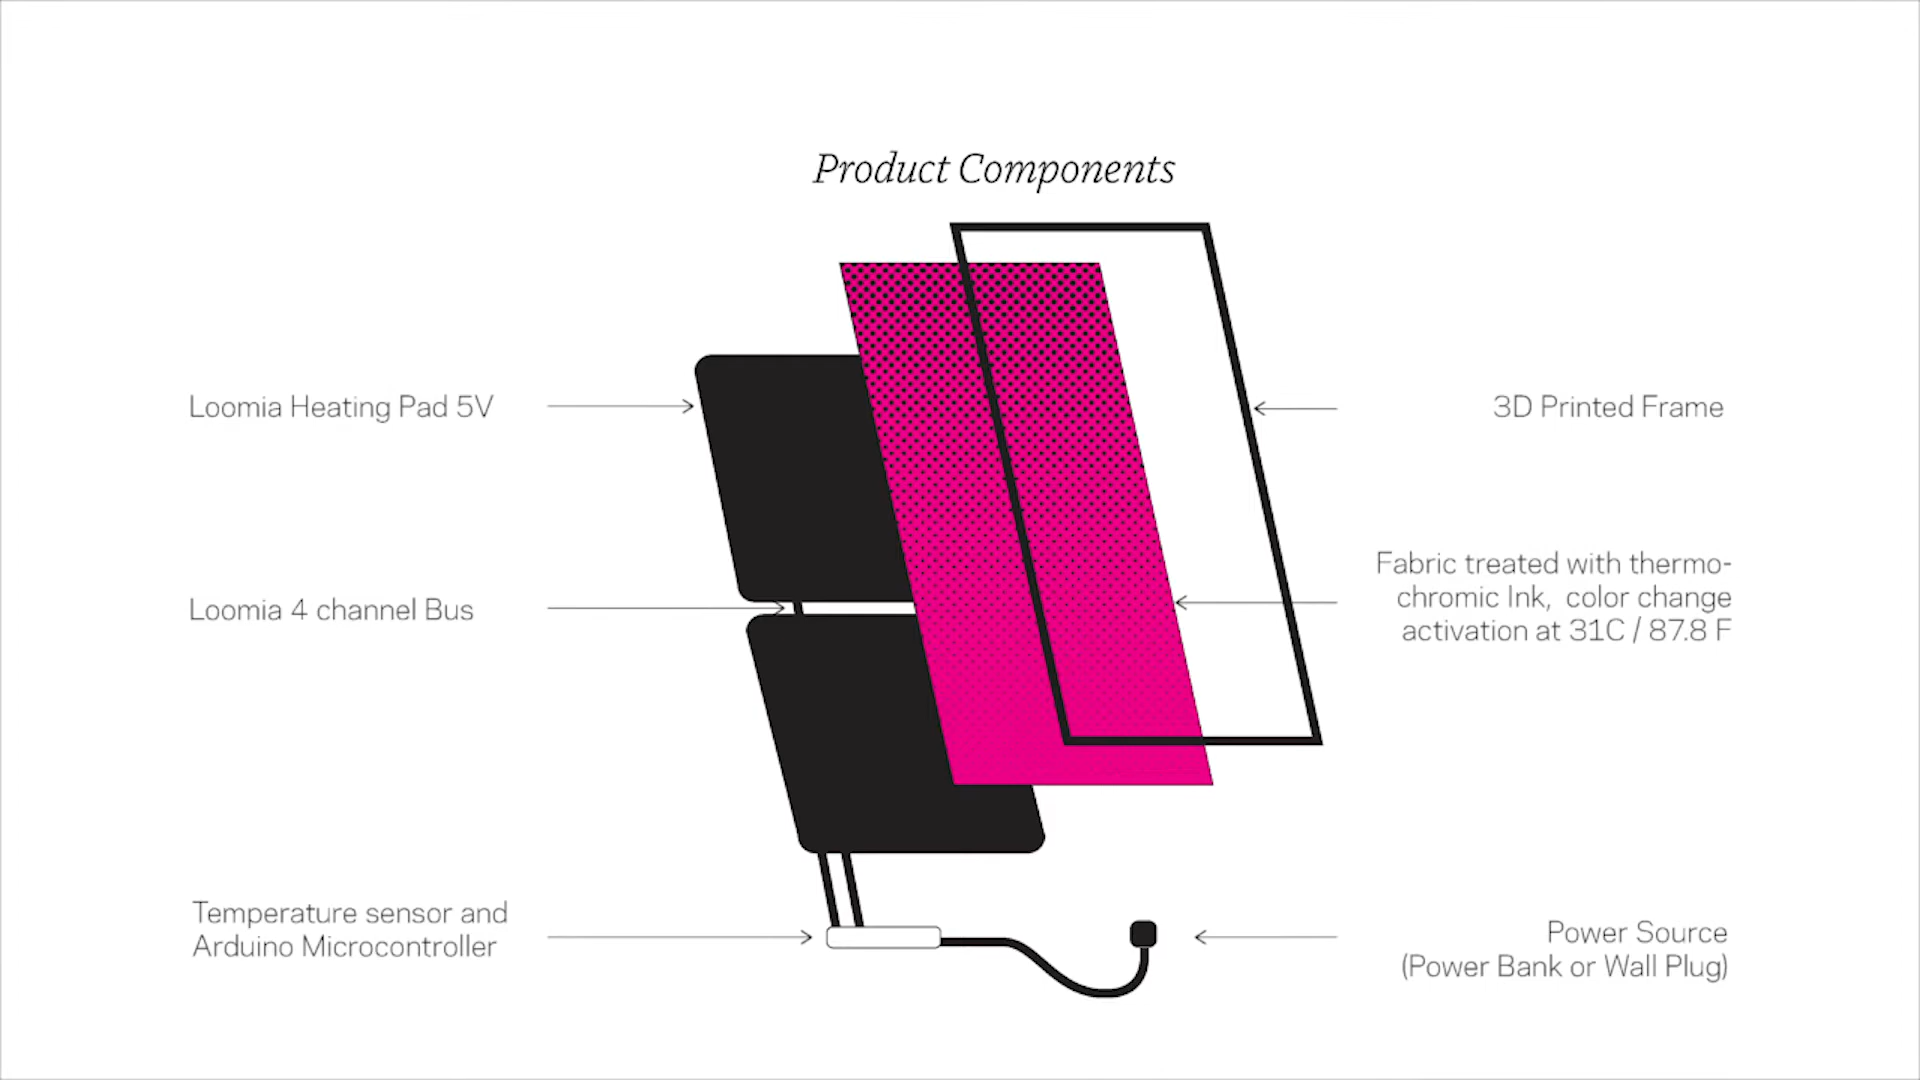 Product Components
Loomia Heating Pad 5V
3D Printed Frame
Loomia 4 channel Bus
Fabric treated with thermo-
chromic Ink, color change
activation at 31C / 87.8 F
Temperature sensor and
Arduino Microcontroller
Power Source
(Power Bank or Wall Plug)